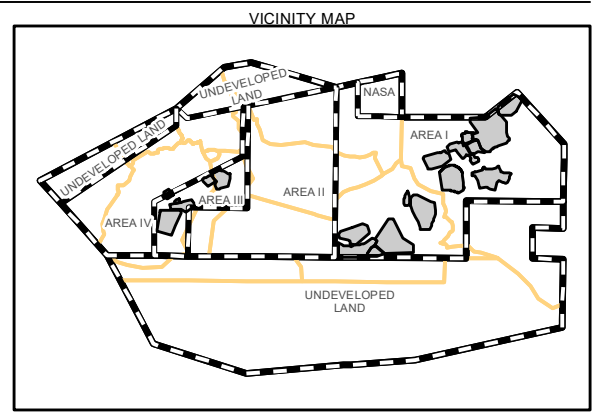 VICINITY MAP
UNDEVELOPED
LAND
NASA
UNDEVELOPED LAND
AREA I
AREA II
AREA III
AREA IV
UNDEVELOPED
LAND